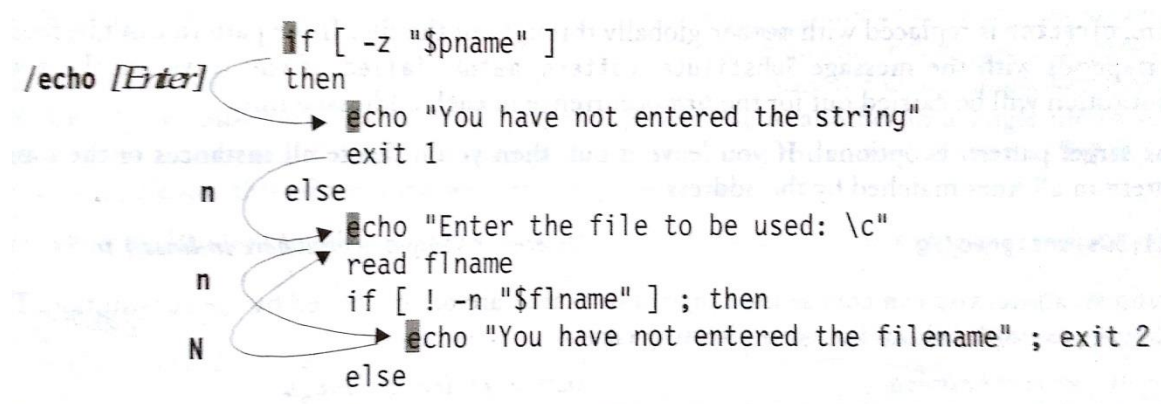 if [ -z "$pname" ]
/echo [Enter] then
echo "You have not entered the string"
exit 1
n else
echo "Enter the file to be used: \c"
read flname
n
if [ ! -n "$flname" ] ; then
N echo "You have not entered the filename" ; exit 2
else